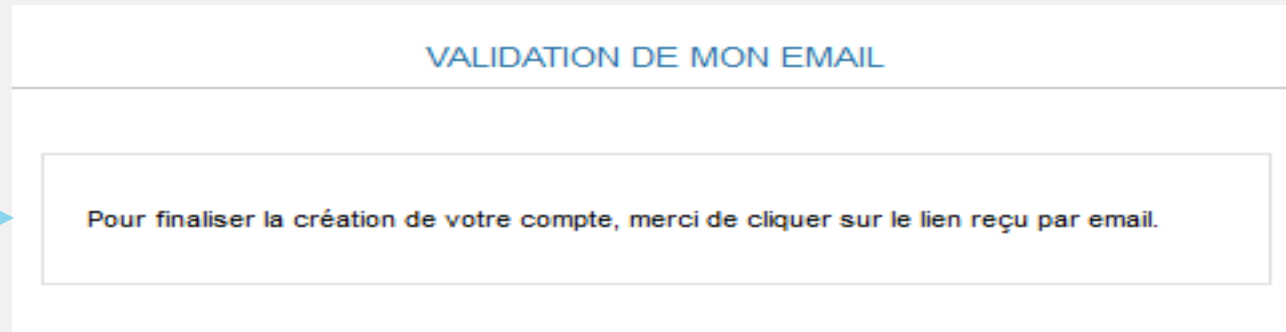 VALIDATION DE MON EMAIL
Pour finaliser la création de votre compte, merci de cliquer sur le lien reçu par email.